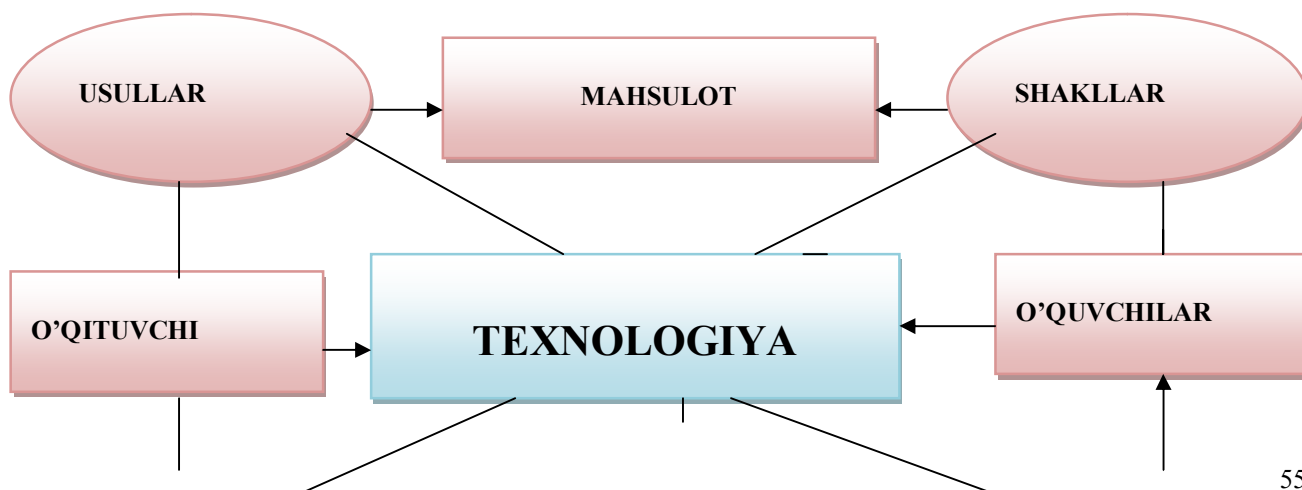 USULLAR
MAHSULOT
SHAKLLAR
O’QITUVCHI
TEXNOLOGIYA
O’QUVCHILAR
55